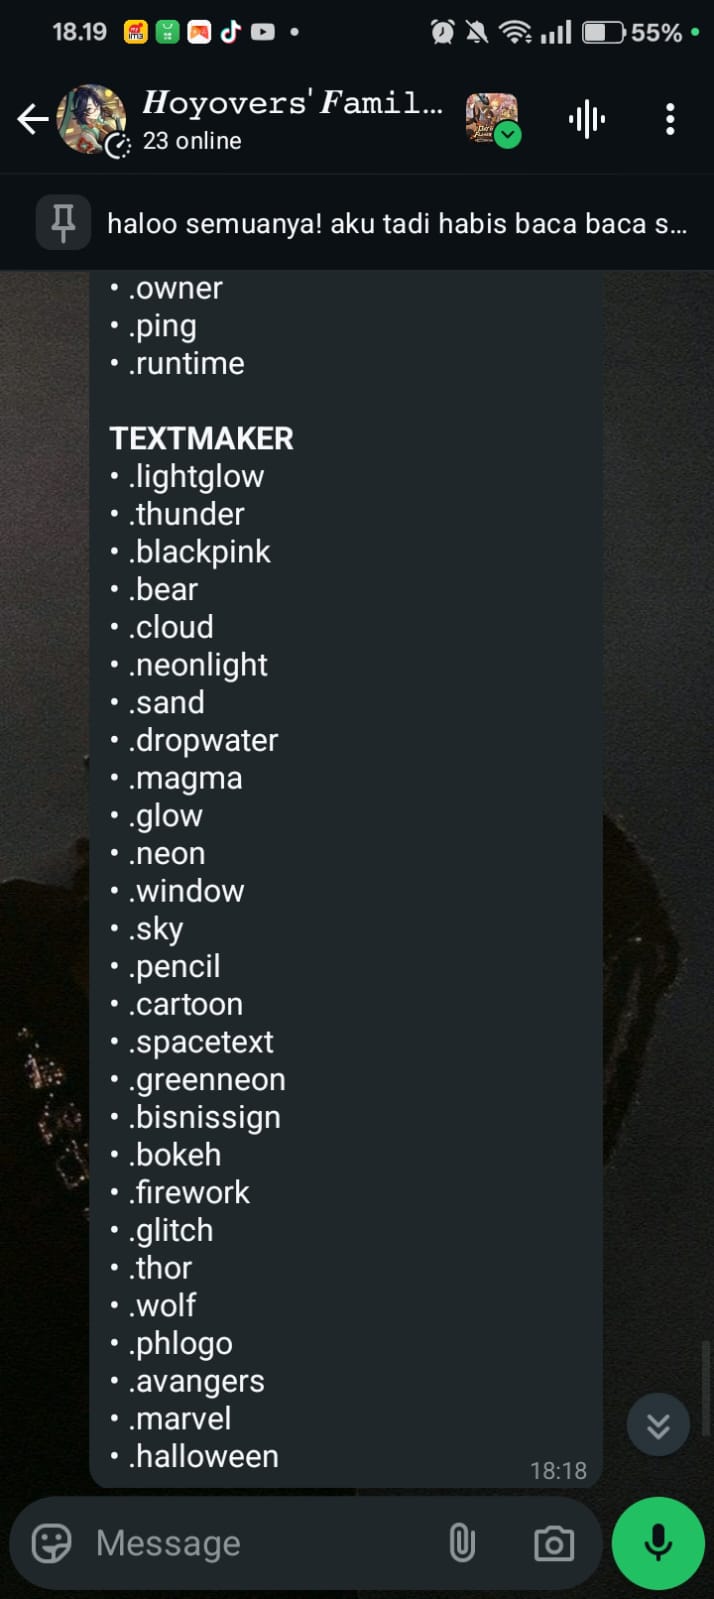 18.19
55%
Hoyovers' Famil...
23 online
haloo semuanya! aku tadi habis baca baca s...
• .owner
• .ping
• .runtime
TEXTMAKER
• .lightglow
• .thunder
• .blackpink
• .bear
• .cloud
• .neonlight
• .sand
• .dropwater
• .magma
• .glow
• .neon
• .window
• .sky
• .pencil
• .cartoon
• .spacetext
• .greenneon
• .bisnissign
• .bokeh
• .firework
• .glitch
• .thor
• .wolf
• .phlogo
• .avangers
• .marvel
• .halloween
18:18
Message